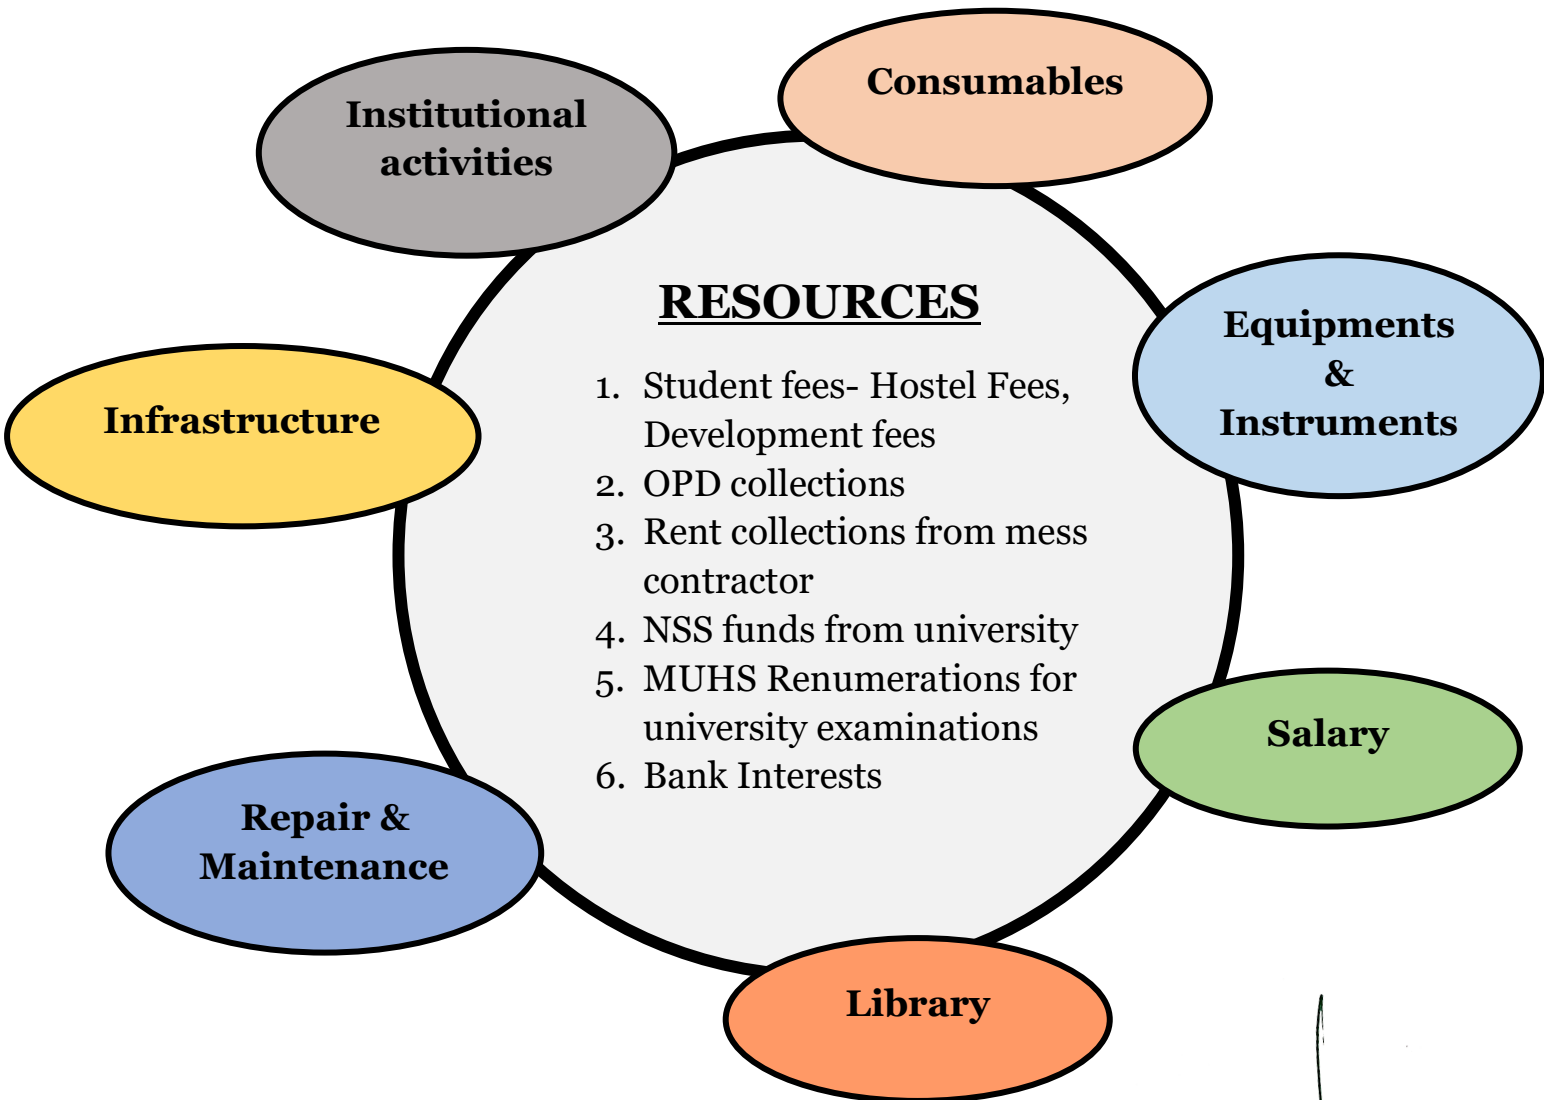 Consumables
Institutional
activities
RESOURCES
Equipments
&
Instruments
1. Student fees- Hostel Fees,
Development fees
2. OPD collections
3. Rent collections from mess
contractor
4. NSS funds from university
5. MUHS Renumerations for
university examinations
6. Bank Interests
Infrastructure
Salary
Repair &
Maintenance
Library